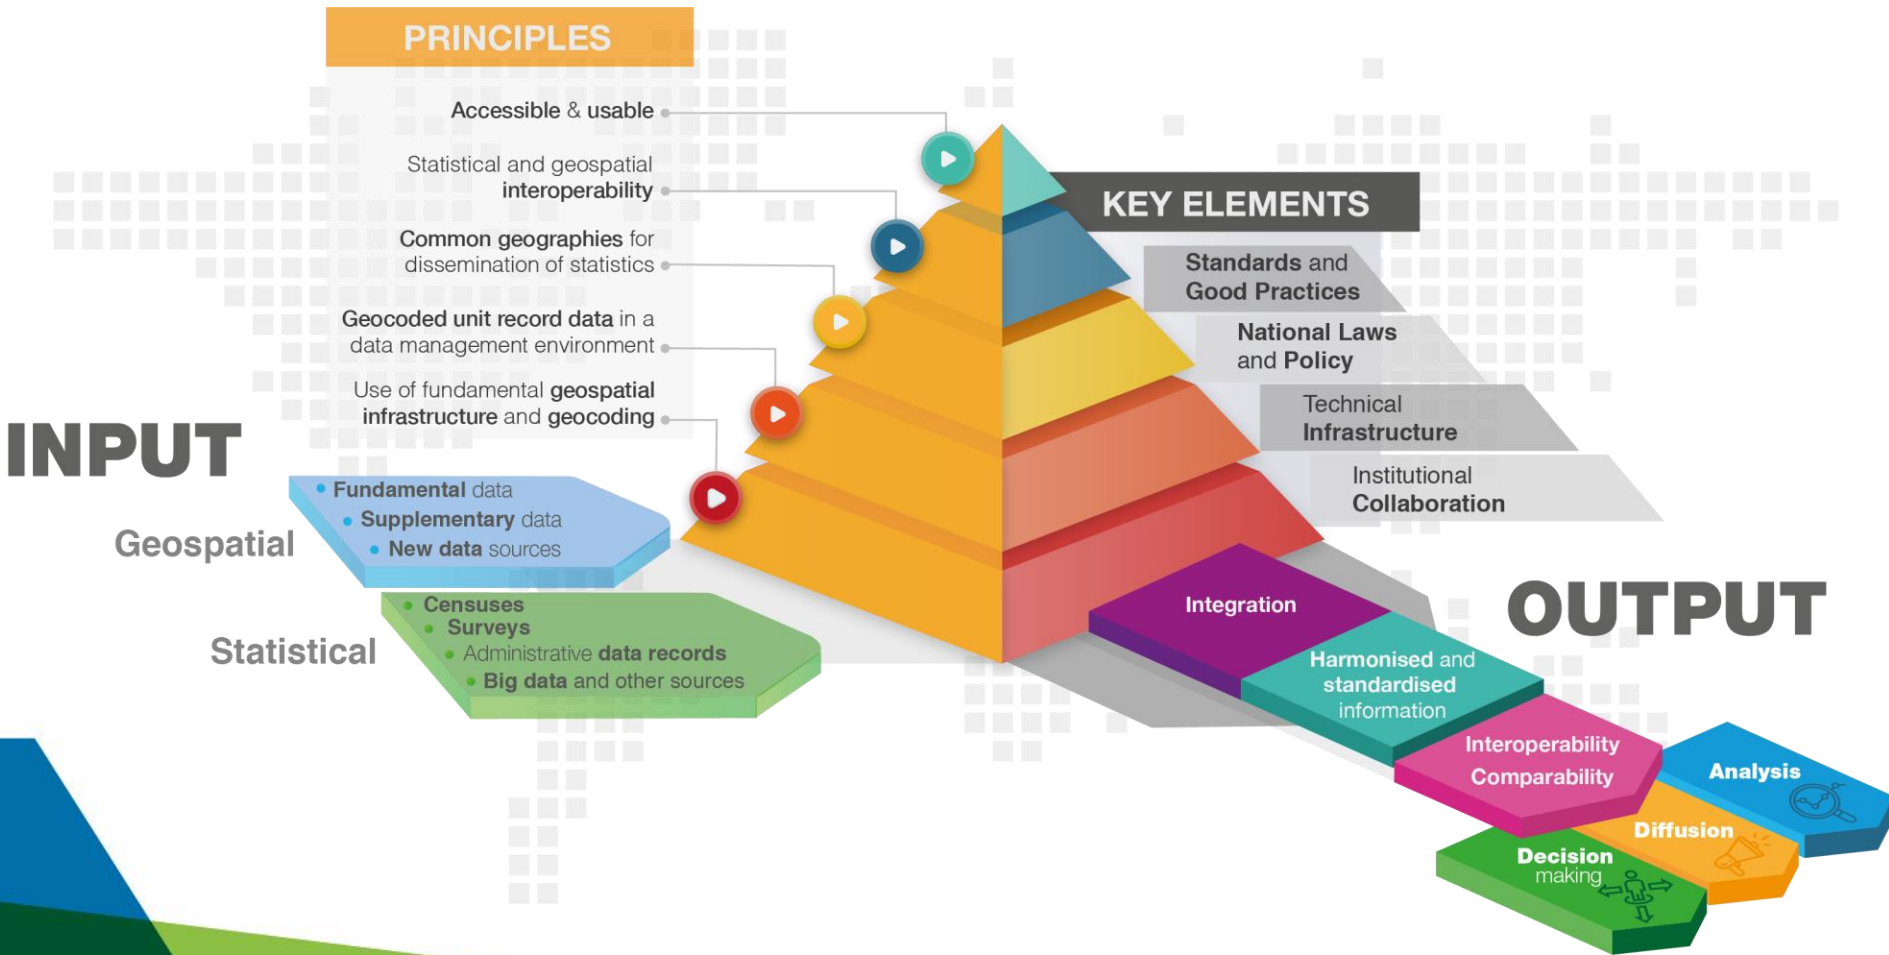 PRINCIPLES
Accessible & usable
Statistical and geospatial
interoperability
Common geographies for
dissemination of statistics
Geocoded unit record data in a
data management environment
Use of fundamental geospatial
infrastructure and geocoding
KEY ELEMENTS
Standards and
Good Practices
National Laws
and Policy
Technical
Infrastructure
Institutional
Collaboration
INPUT
Geospatial
Fundamental data
Supplementary data
New data sources
Statistical
Censuses
Surveys
Administrative data records
Big data and other sources
OUTPUT
Integration
Harmonised and
standardised
information
Interoperability
Comparability
Analysis
Diffusion
Decision
making